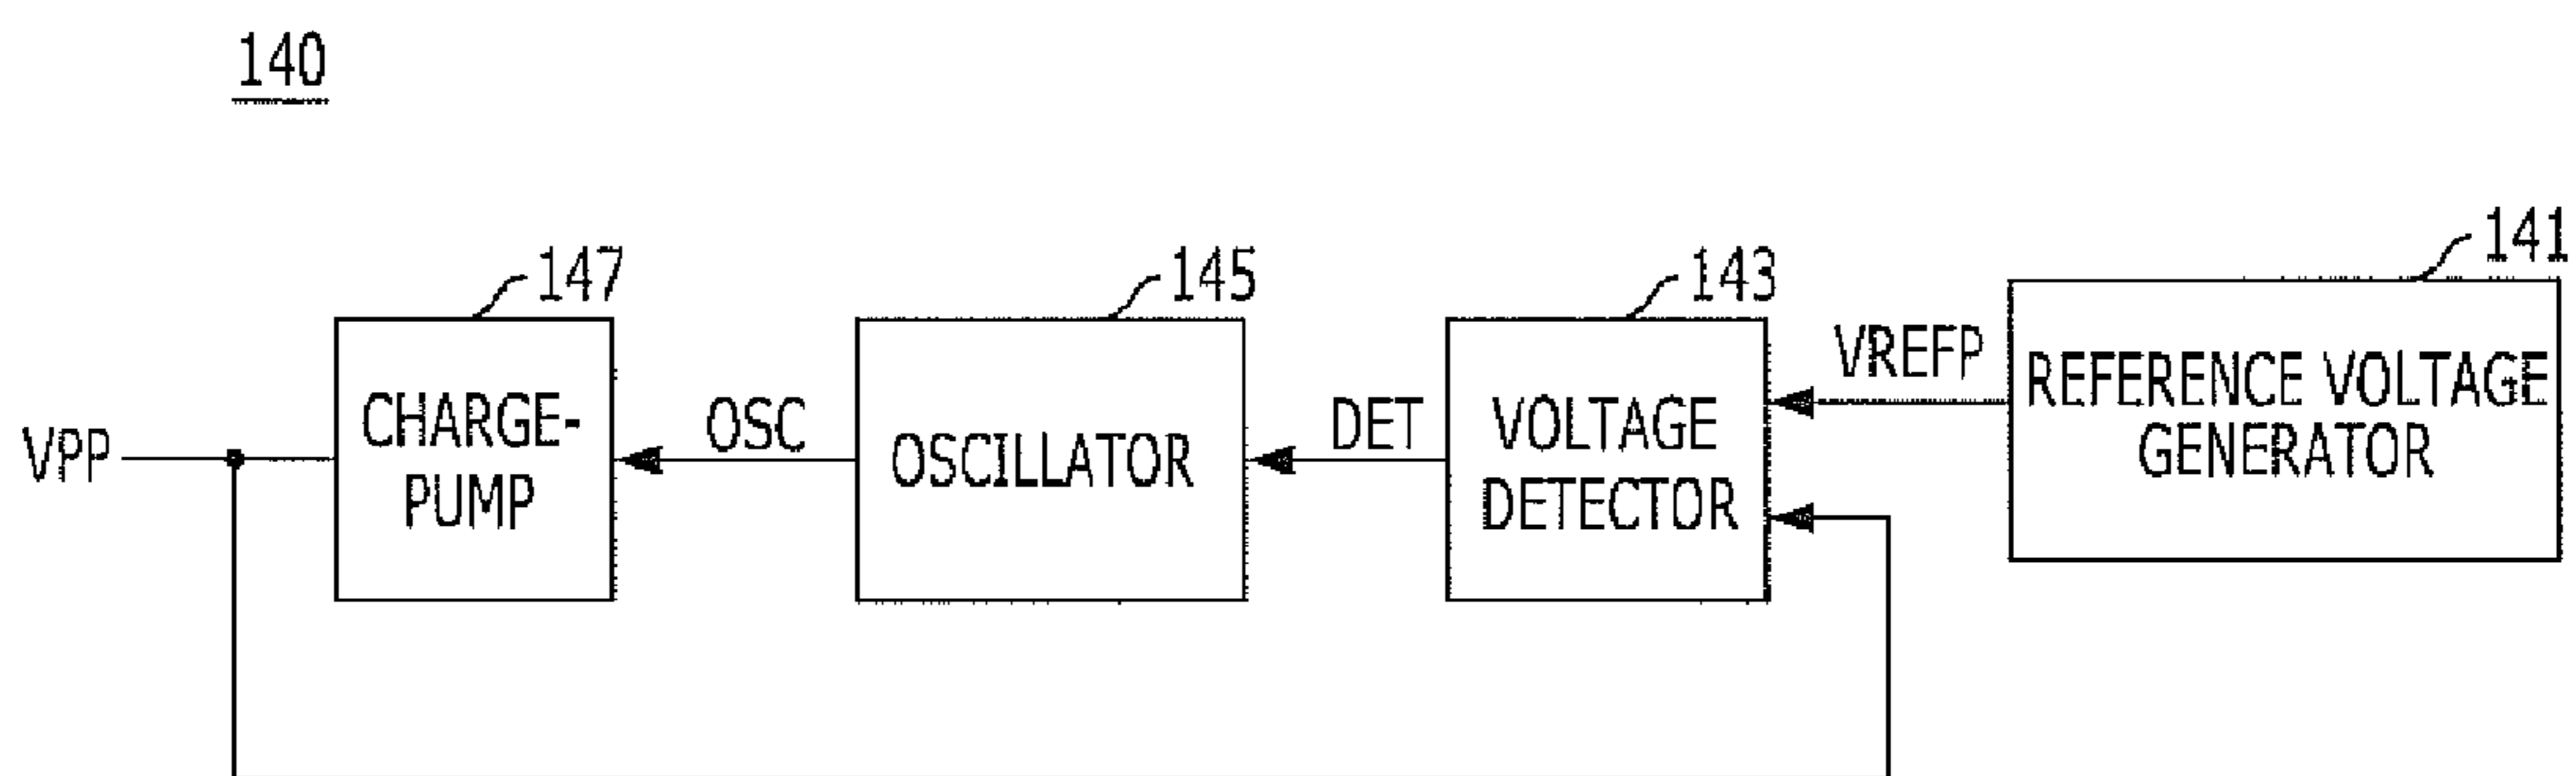 140
147
145
143
141
VPP
CHARGE-
PUMP
OSC
OSCILLATOR
DET
VOLTAGE
DETECTOR
VREFP
REFERENCE VOLTAGE
GENERATOR